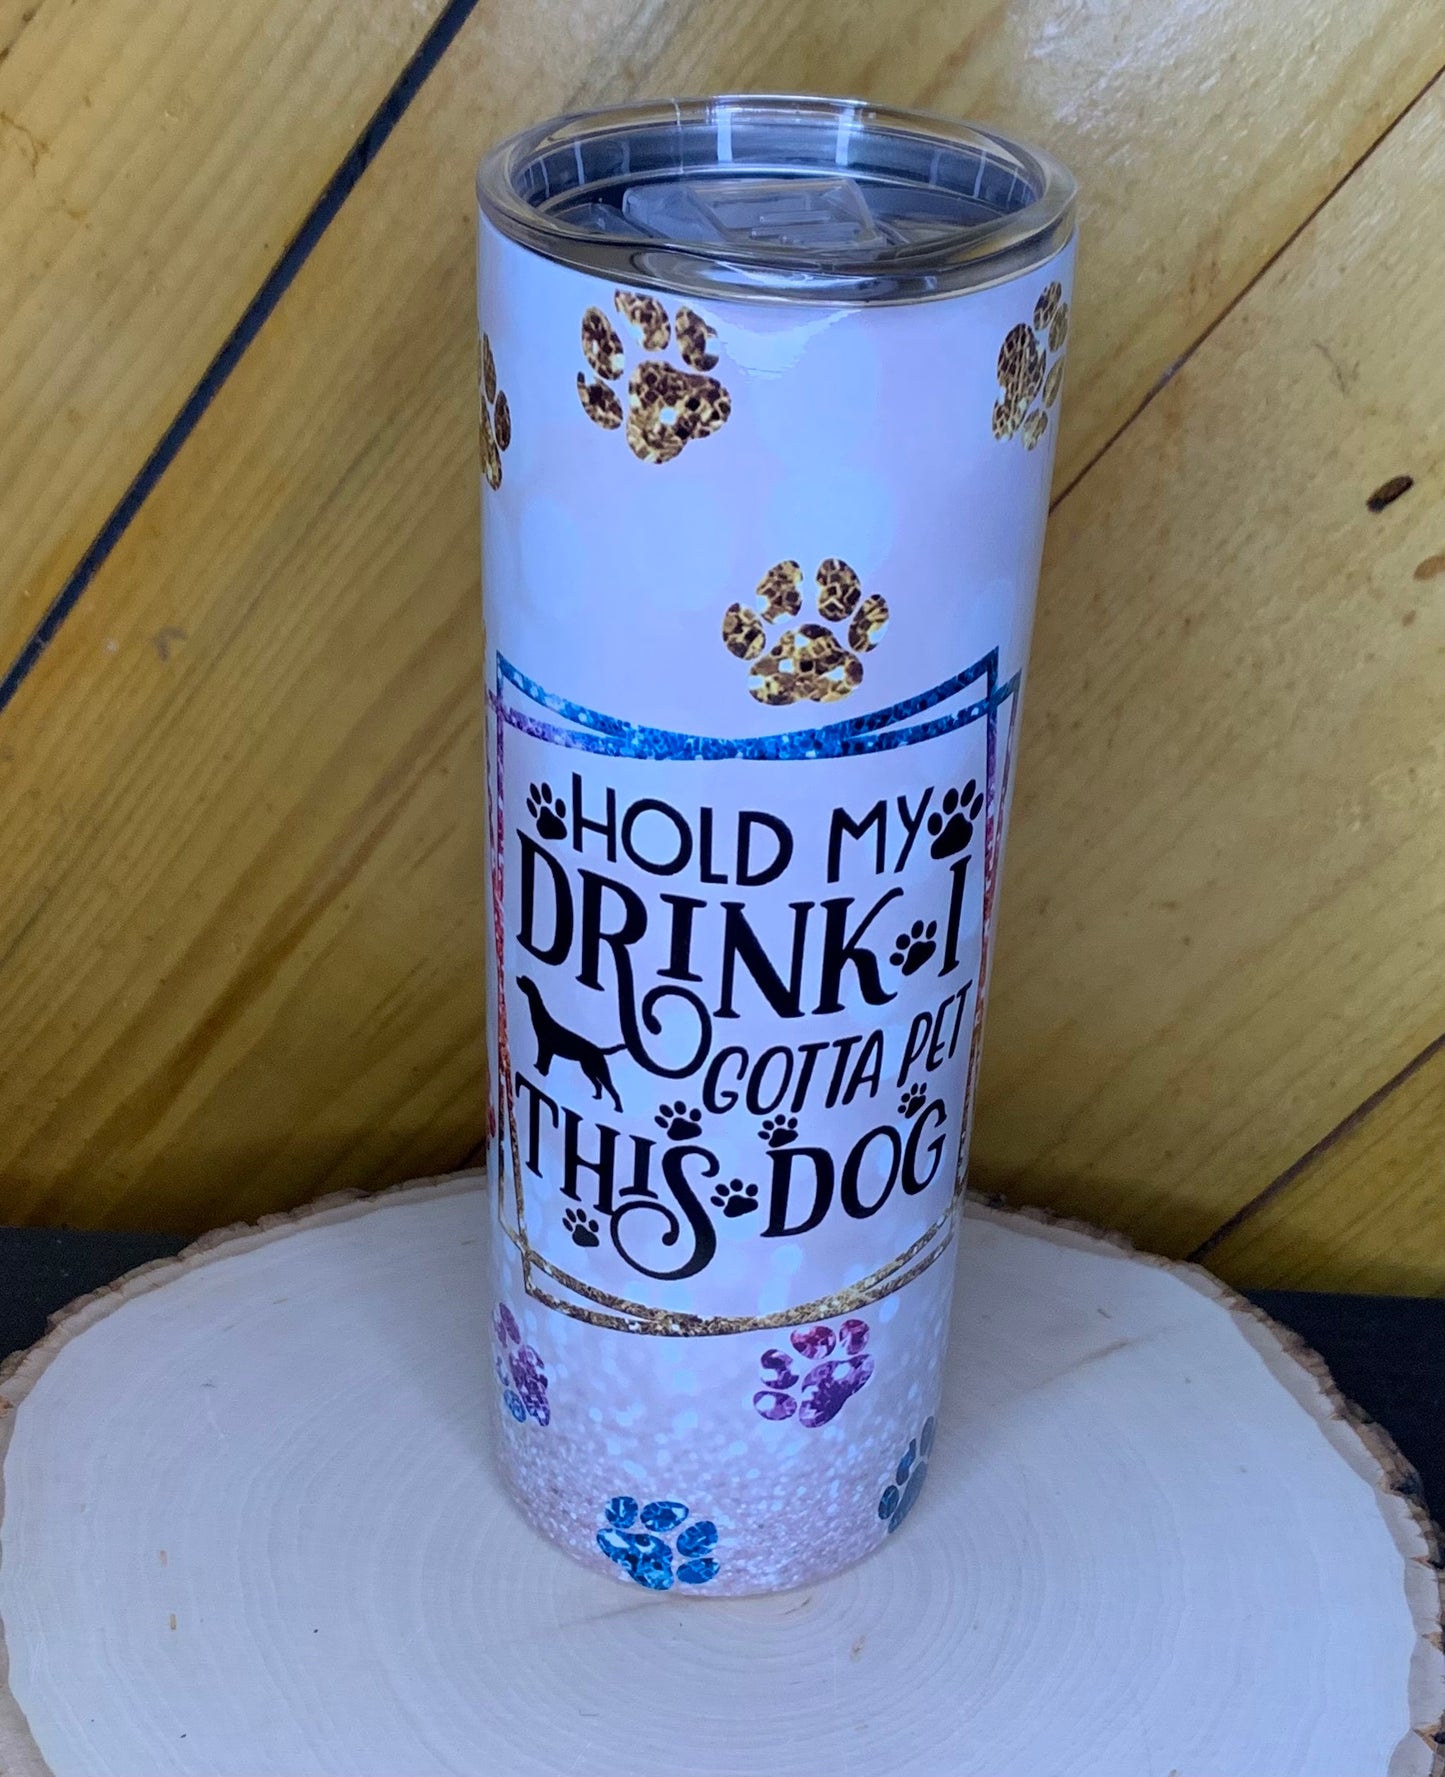 HOLD MY
DRINK I
GOTTA PET
THIS DOG